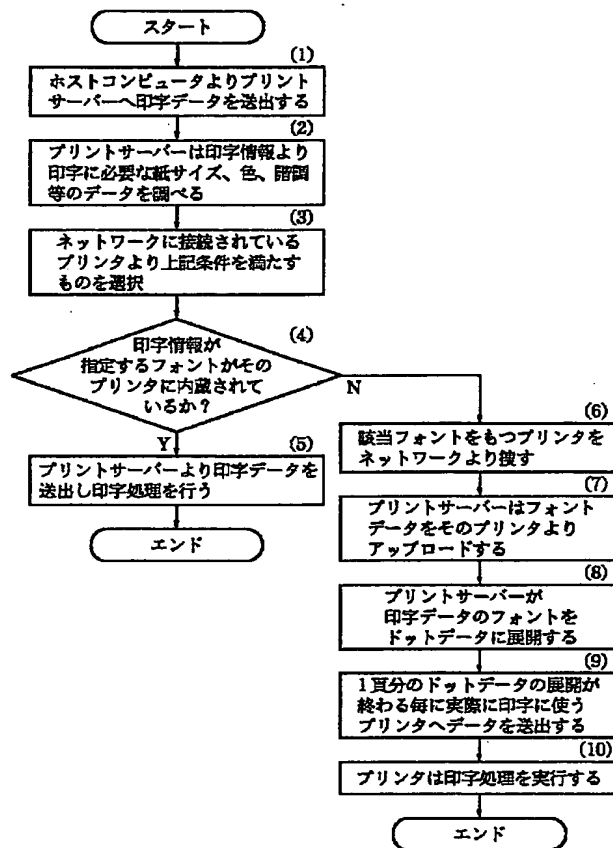 スタート
(1)
ホストコンピュータよりプリント
サーバーへ印字データを送出する
(2)
プリントサーバーは印字情報より
印字に必要な紙サイズ、色、諧調
等のデータを調べる
(3)
ネットワークに接続されている
プリンタより上記条件を満たす
ものを選択
(4)
印字情報が
指定するフォントがその
プリンタに内蔵されて
いるか?
N
Y
(5)
プリントサーバーより印字データを
送出し印字処理を行う
エンド
(6)
該当フォントをもつプリンタを
ネットワークより捜す
(7)
プリントサーバーはフォント
データをそのプリンタより
アップロードする
(8)
プリントサーバーが
印字データのフォントを
ドットデータに展開する
(9)
1頁分のドットデータの展開が
終わる毎に実際に印字に使う
プリンタへデータを送出する
(10)
プリンタは印字処理を実行する
エンド